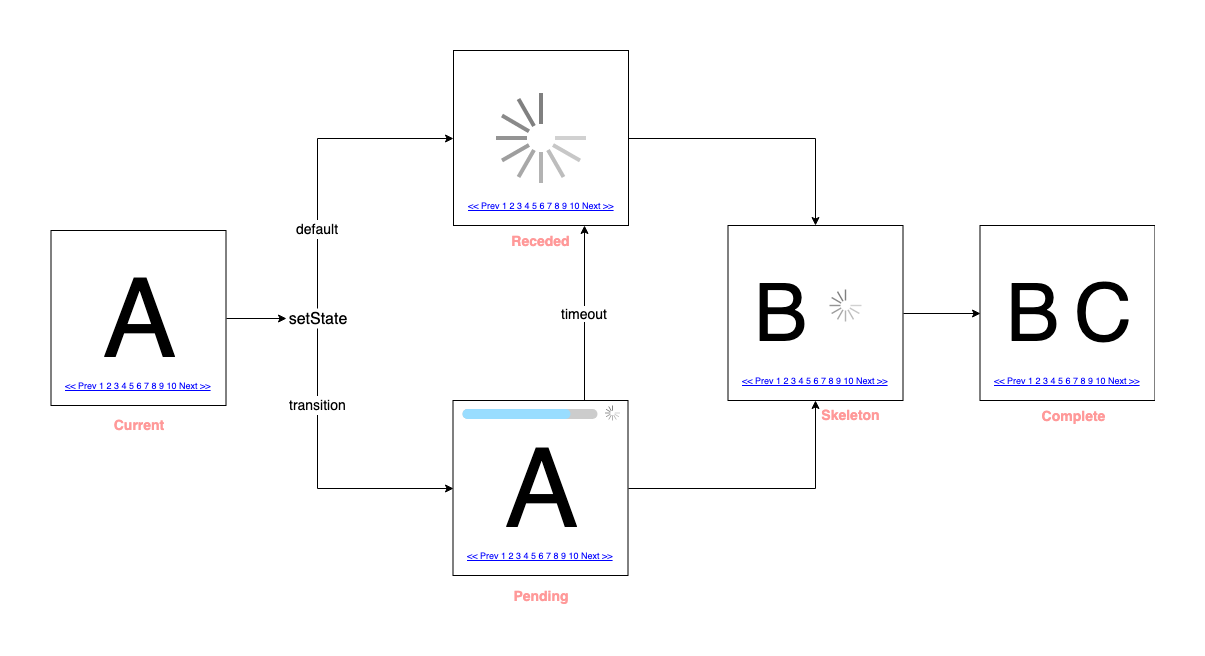 << Prev 1 2 3 4 5 6 7 8 9 10 Next >>
Receded
default
A
<< Prev 1 2 3 4 5 6 7 8 9 10 Next >>
Current
setState
timeout
transition
A
<< Prev 1 2 3 4 5 6 7 8 9 10 Next >>
Pending
B
<< Prev 1 2 3 4 5 6 7 8 9 10 Next >>
Skeleton
B C
<< Prev 1 2 3 4 5 6 7 8 9 10 Next >>
Complete